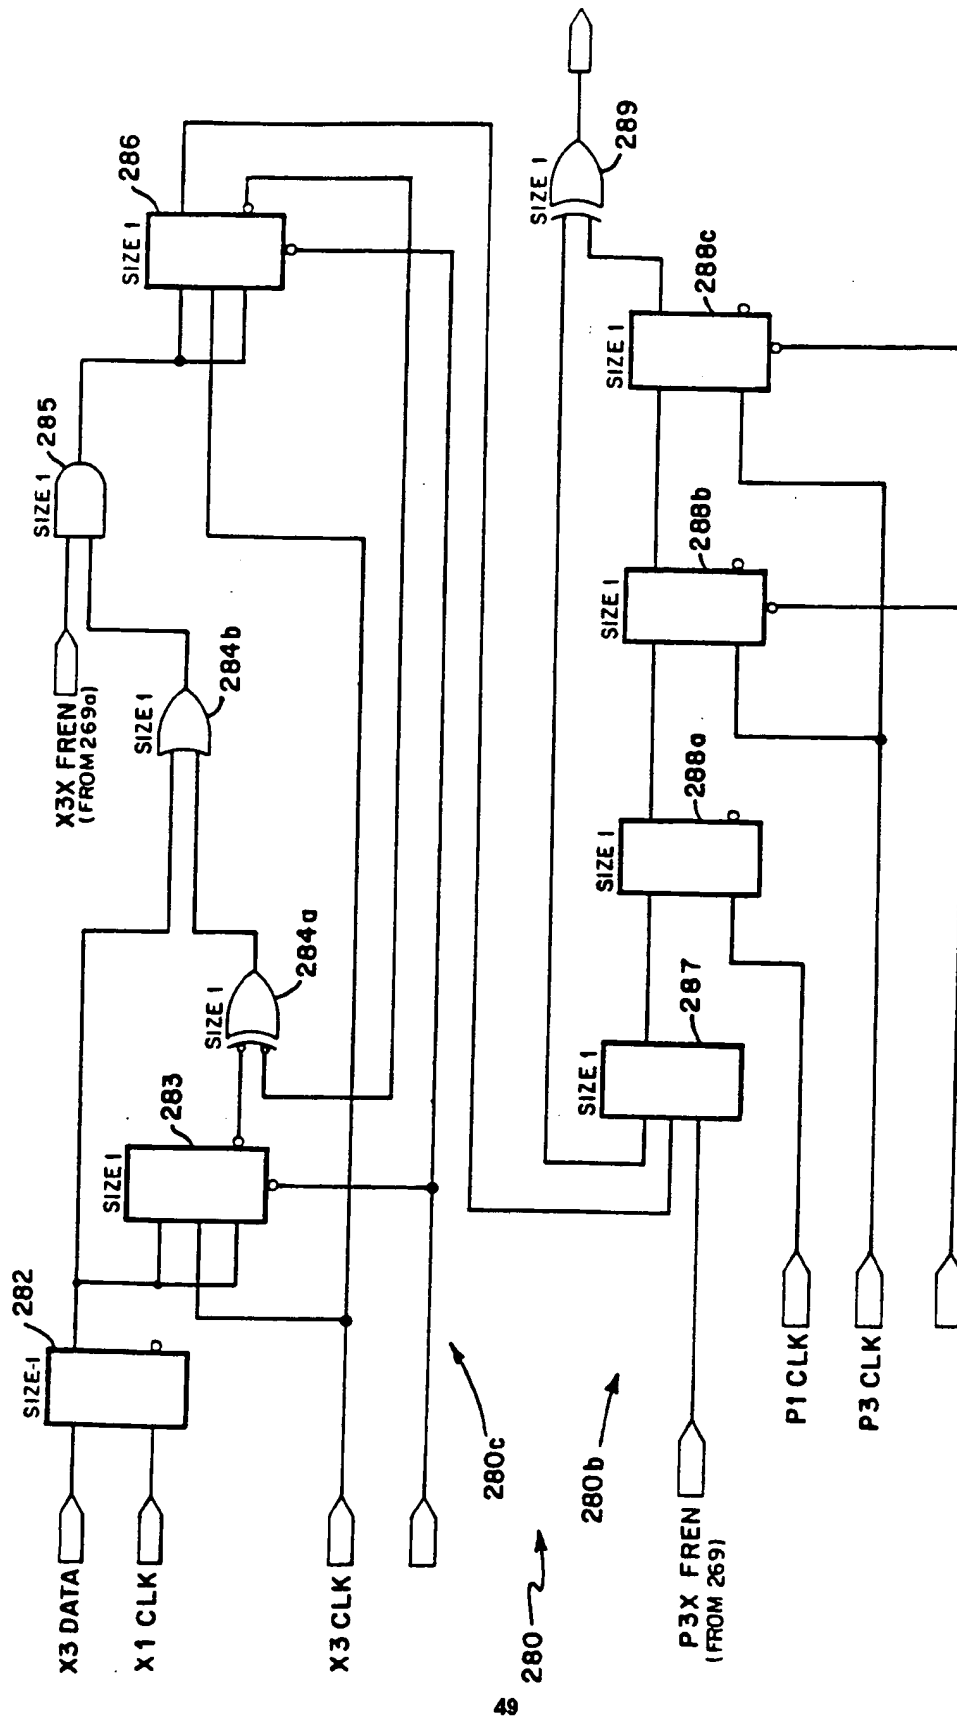 X3 DATA
X1 CLK
X3 CLK
SIZE-1
282
SIZE 1
283
SIZE 1
284a
X3X FREN
(FROM 269a)
SIZE 1
284b
SIZE 1
285
SIZE 1
286
280c
280
280b
P3X FREN
(FROM 269)
P1 CLK
P3 CLK
SIZE 1
287
SIZE 1
288a
SIZE 1
288b
SIZE 1
288c
SIZE 1
289
49